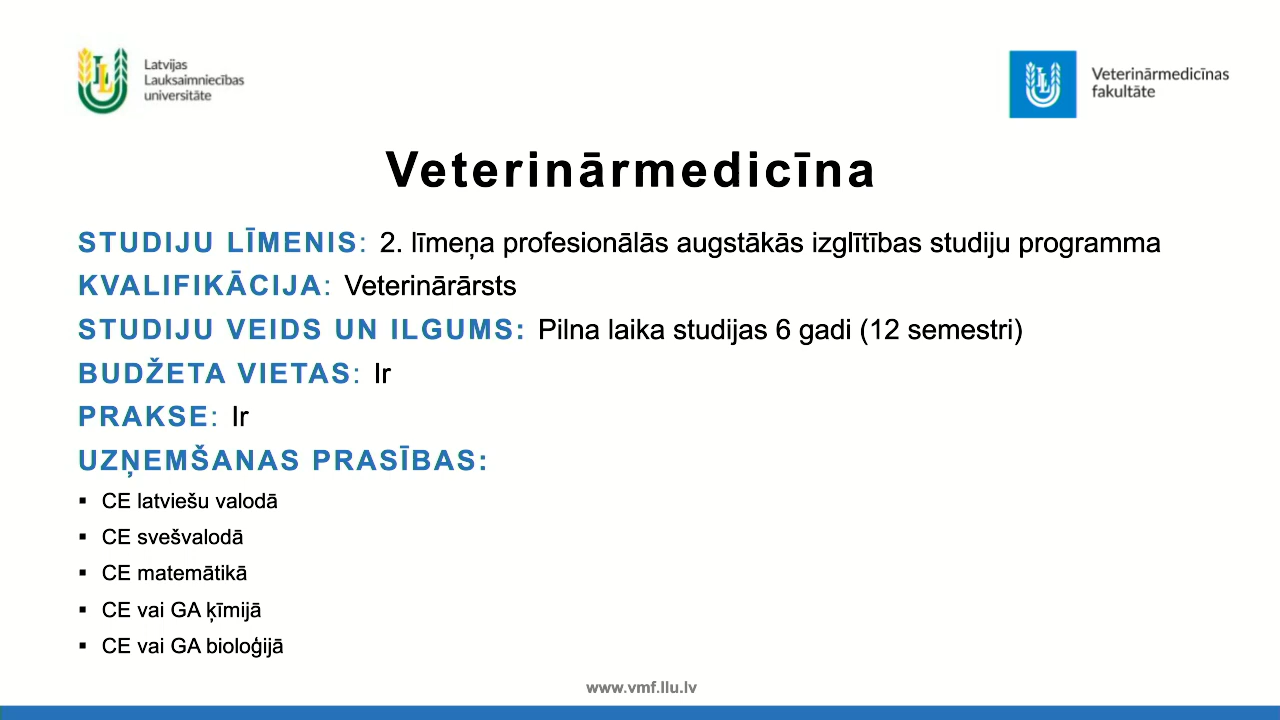 Latvijas
Lauksaimniecības
universitāte
Veterinārmedicīnas
fakultāte
Veterinārmedicīna
STUDIJU LĪMENIS: 2. līmeņa profesionālās augstākās izglītības studiju programma
KVALIFIKĀCIJA: Veterinārārsts
STUDIJU VEIDS UN ILGUMS: Pilna laika studijas 6 gadi (12 semestri)
BUDŽETA VIETAS: Ir
PRAKSE: Ir
UZŅEMŠANAS PRASĪBAS:
▪ CE latviešu valodā
▪ CE svešvalodā
▪ CE matemātikā
▪ CE vai GA ķīmijā
▪ CE vai GA bioloģijā
www.vmf.llu.lv